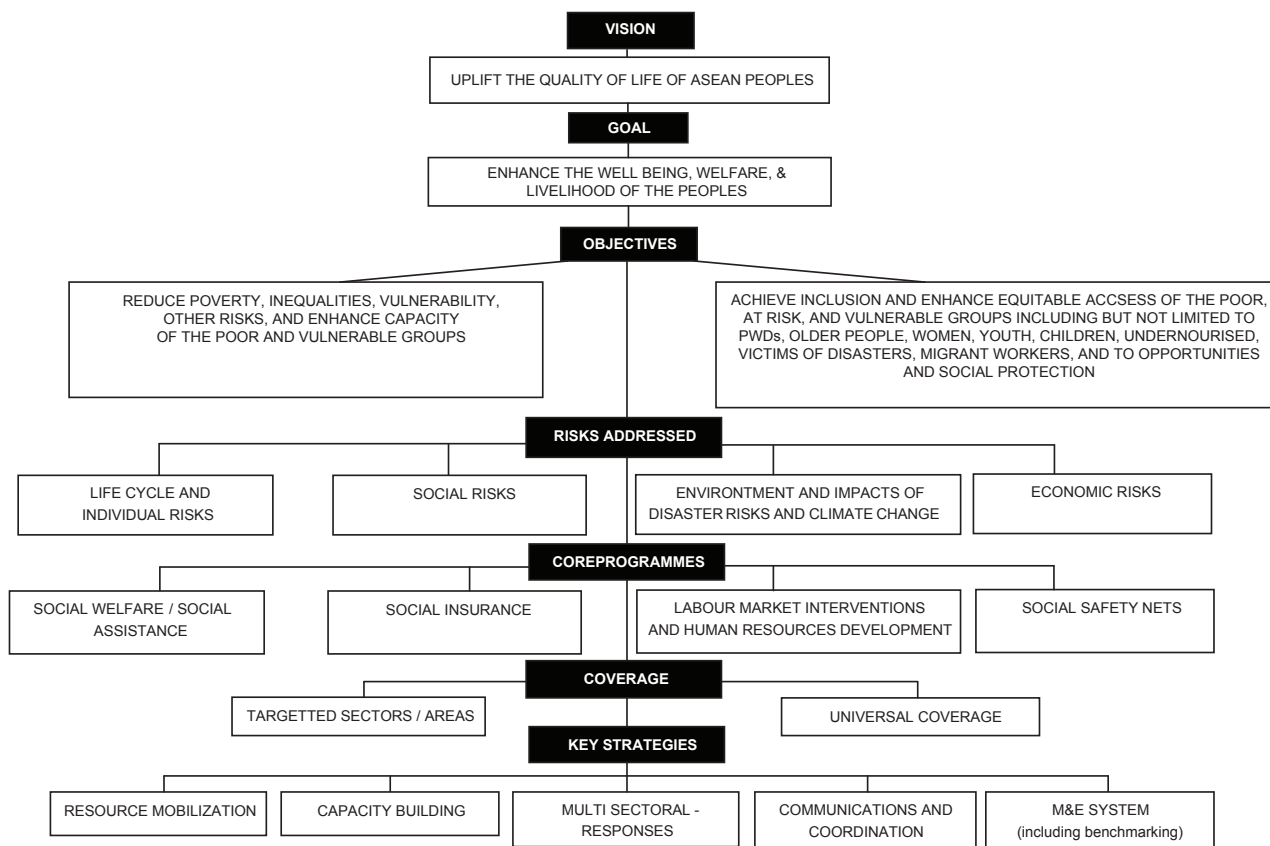 VISION
UPLIFT THE QUALITY OF LIFE OF ASEAN PEOPLES
GOAL
ENHANCE THE WELL BEING, WELFARE, &
LIVELIHOOD OF THE PEOPLES
OBJECTIVES
REDUCE POVERTY, INEQUALITIES, VULNERABILITY,
OTHER RISKS, AND ENHANCE CAPACITY
OF THE POOR AND VULNERABLE GROUPS
ACHIEVE INCLUSION AND ENHANCE EQUITABLE ACCSESS OF THE POOR,
AT RISK, AND VULNERABLE GROUPS INCLUDING BUT NOT LIMITED TO
PWDs, OLDER PEOPLE, WOMEN, YOUTH, CHILDREN, UNDERNOURISED,
VICTIMS OF DISASTERS, MIGRANT WORKERS, AND TO OPPORTUNITIES
AND SOCIAL PROTECTION
RISKS ADDRESSED
LIFE CYCLE AND
INDIVIDUAL RISKS
SOCIAL RISKS
ENVIRONTMENT AND IMPACTS OF
DISASTER RISKS AND CLIMATE CHANGE
ECONOMIC RISKS
COREPROGRAMMES
SOCIAL WELFARE / SOCIAL
ASSISTANCE
SOCIAL INSURANCE
LABOUR MARKET INTERVENTIONS
AND HUMAN RESOURCES DEVELOPMENT
SOCIAL SAFETY NETS
COVERAGE
TARGETTED SECTORS / AREAS
UNIVERSAL COVERAGE
KEY STRATEGIES
RESOURCE MOBILIZATION
CAPACITY BUILDING
MULTI SECTORAL -
RESPONSES
COMMUNICATIONS AND
COORDINATION
M&E SYSTEM
(including benchmarking)